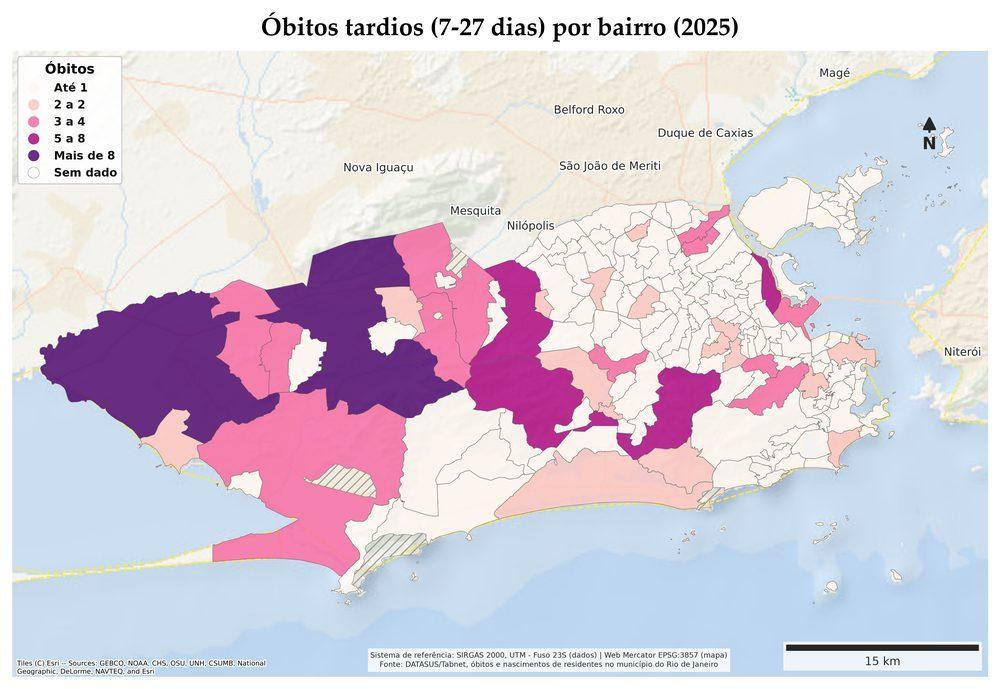 Óbitos tardios (7-27 dias) por bairro (2025)
Óbitos
Até 1
2 a 2
3 a 4
5 a 8
Mais de 8
Sem dado
Magé
Belford Roxo
Duque de Caxias
N
Nova Iguaçu
São João de Meriti
Mesquita
Nilópolis
Niterói
Tiles (C) Esri -- Sources: GEBCO, NOAA, CHS, OSU, UNH, CSUMB, National
Geographic, DeLorme, NAVTEQ, and Esri
Sistema de referência: SIRGAS 2000, UTM - Fuso 23S (dados) | Web Mercator EPSG:3857 (mapa)
Fonte: DATASUS/Tabnet, óbitos e nascimentos de residentes no município do Rio de Janeiro
15 km